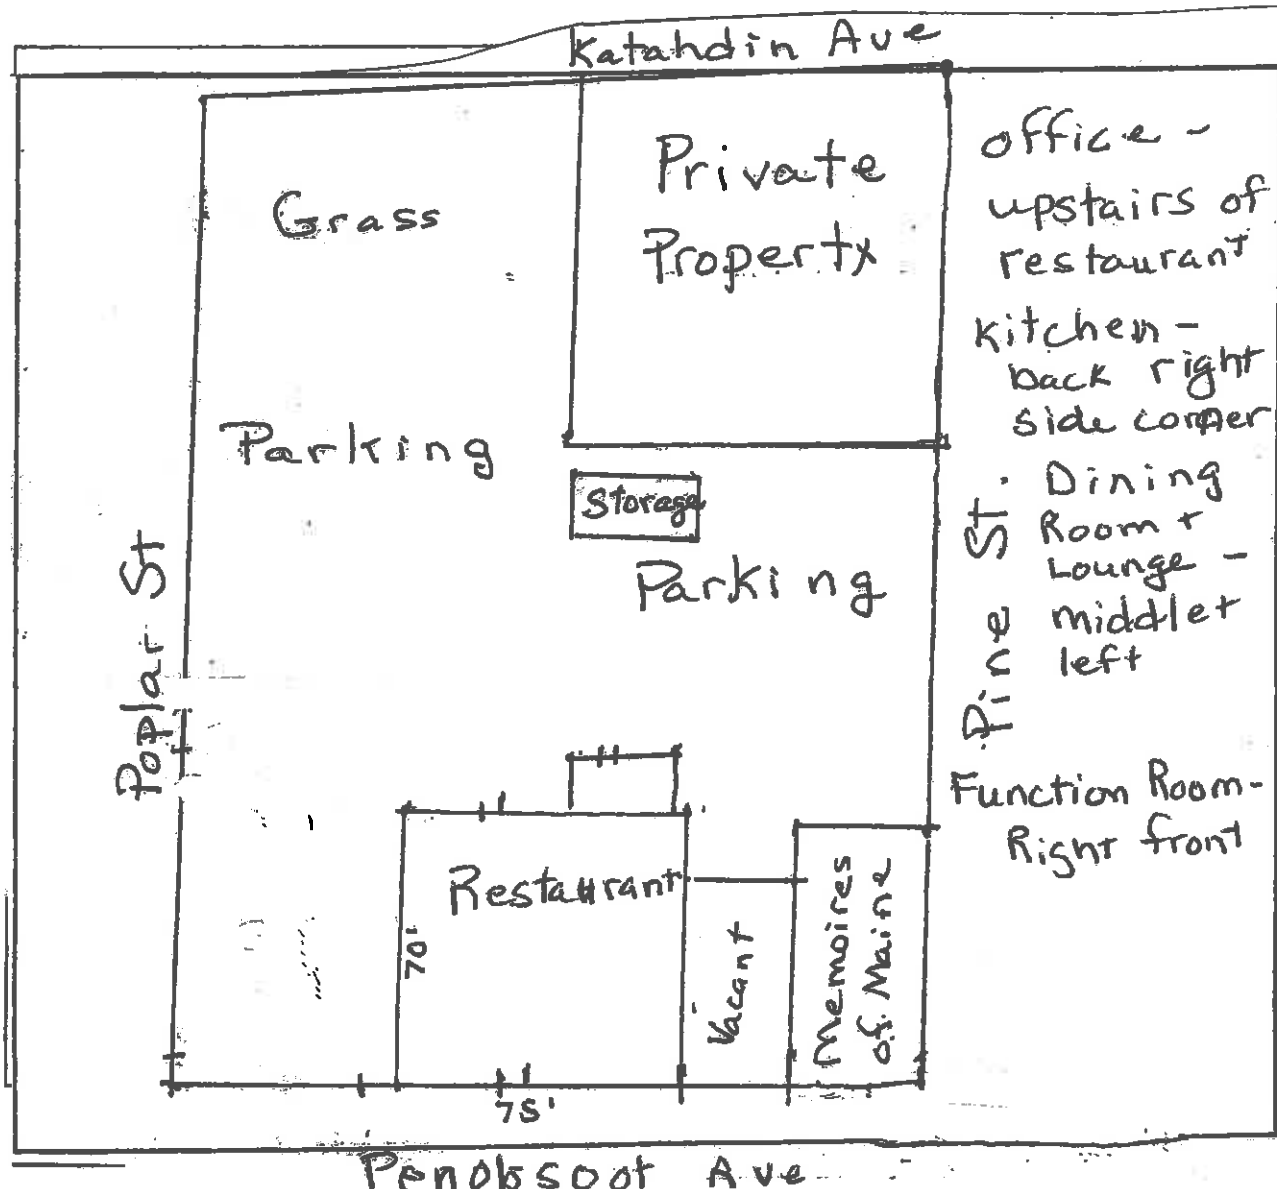 Katahdin Ave
Grass
Private
Property
office -
upstairs of
restaurant
Kitchen -
back right
side corner
Parking
Storage
Parking
Poplar St
Pine St.
Dining
Room +
Lounge -
middle +
left
Function Room -
Right front
Restaurant
70'
Vacant
Memoires
of Maine
75'
Penobsoot Ave